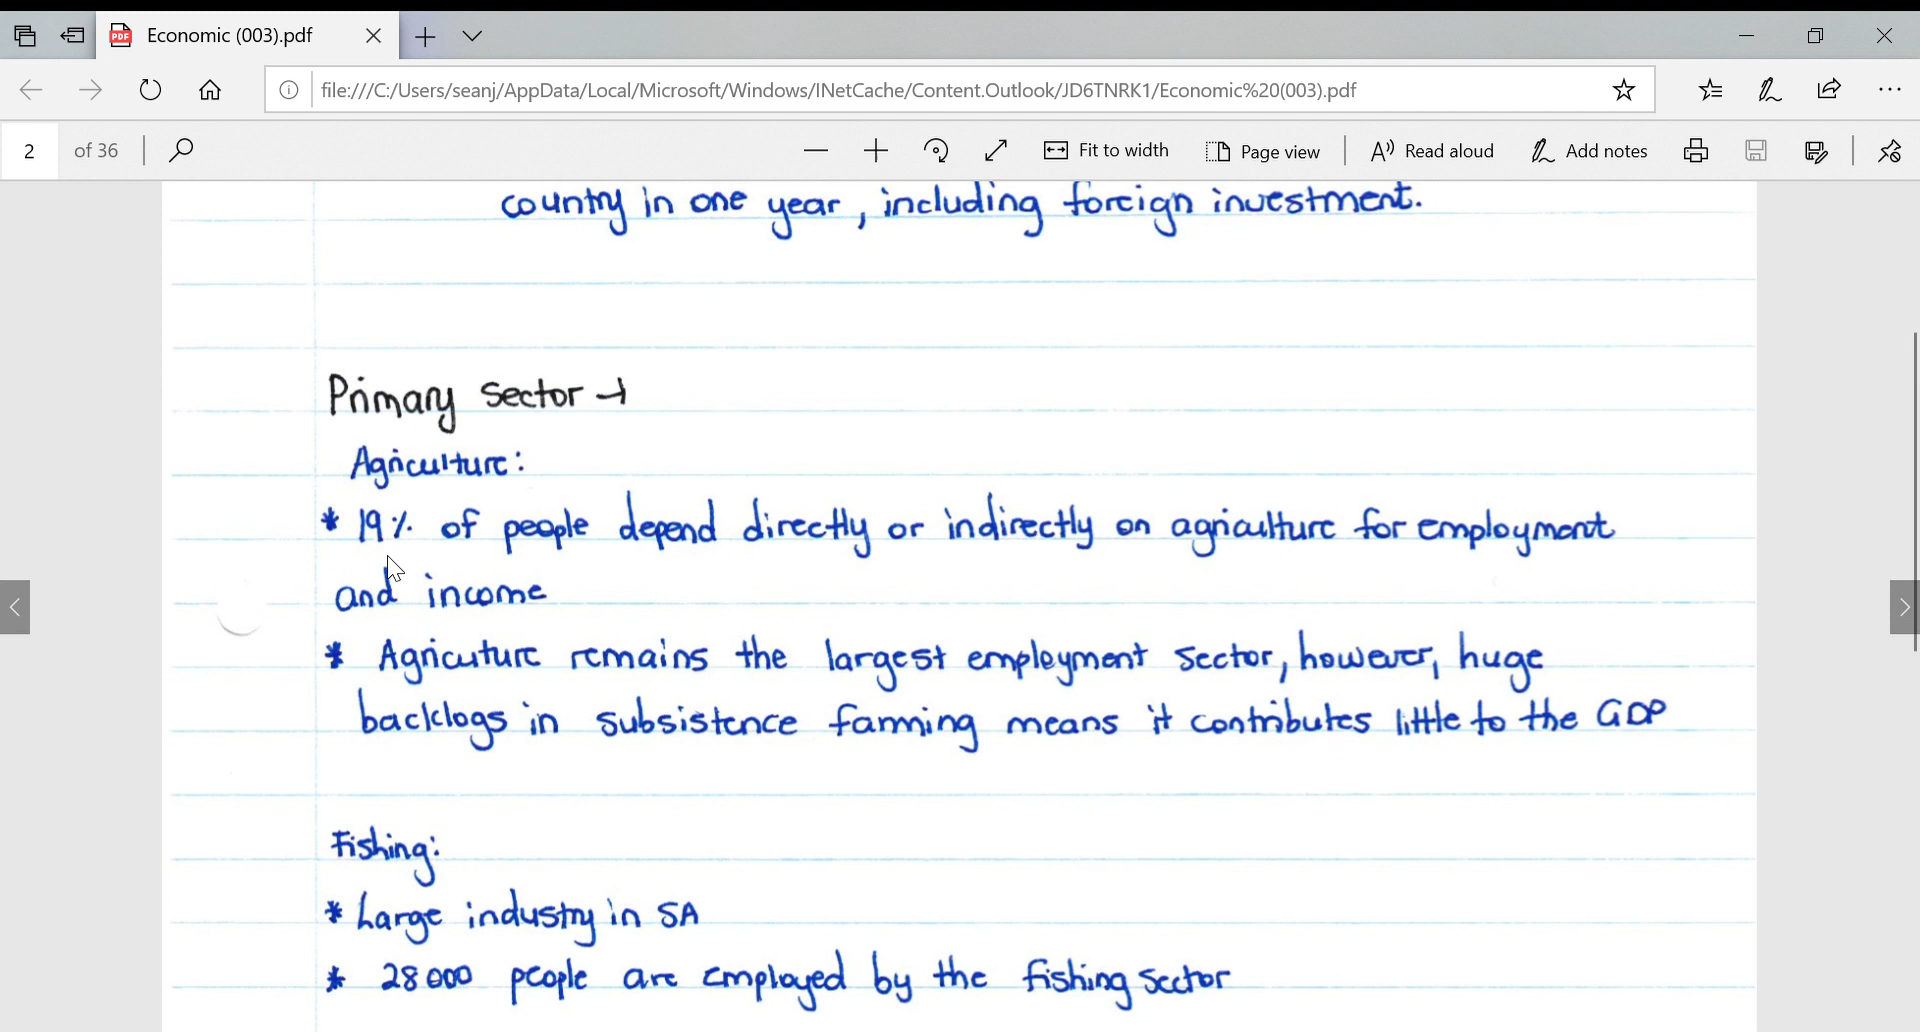 Economic (003).pdf
file:///C:/Users/seanj/AppData/Local/Microsoft/Windows/INetCache/Content.Outlook/JD6TNRK1/Economic%20(003).pdf
2 of 36 Fit to width Page view Read aloud Add notes
country in one year, including foreign investment.
Primary sector →
Agriculture:
* 19% of people depend directly or indirectly on agriculture for employment
and income
* Agricuture remains the largest employment sector, however, huge
backlogs in subsistence farming means it contributes little to the GDP
Fishing:
* Large industry in SA
* 28000 people are employed by the fishing sector